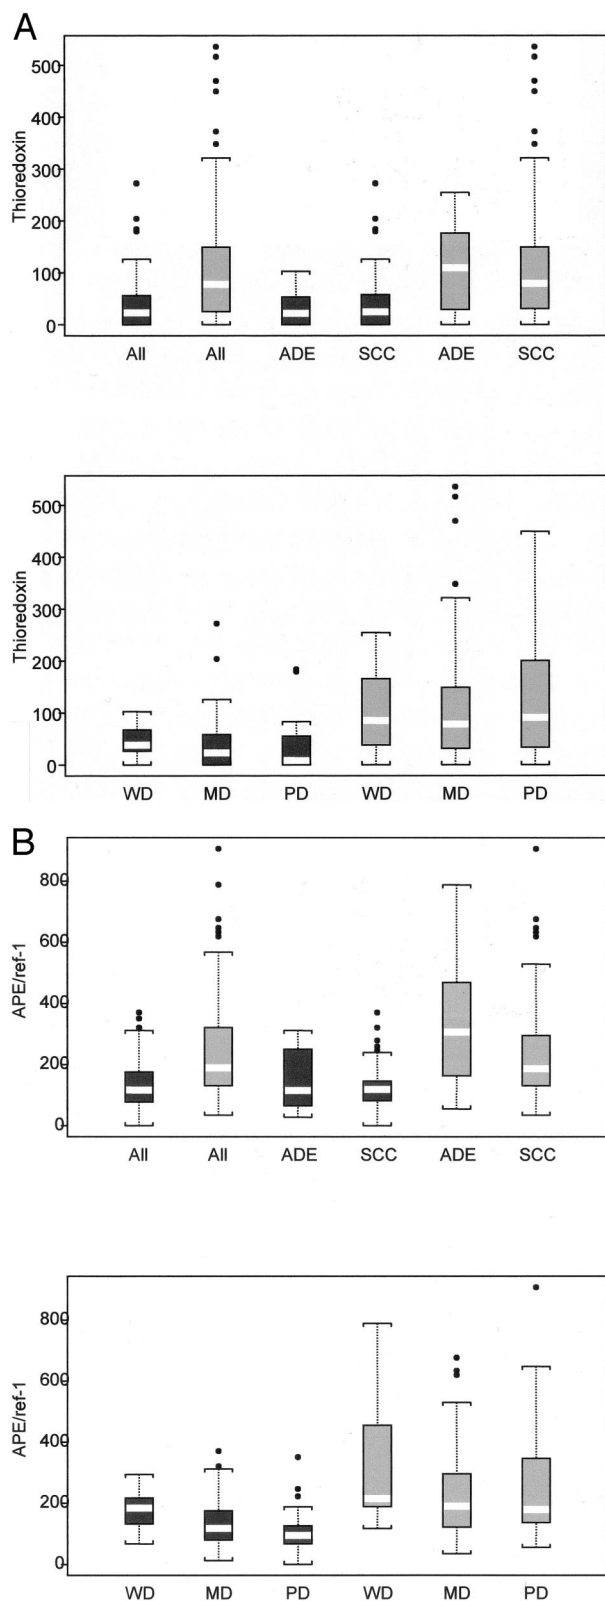 A
Thioredoxin
500
400
300
200
100
0
All All ADE SCC ADE SCC
Thioredoxin
500
400
300
200
100
0
WD MD PD WD MD PD
B
APE/ref-1
800
600
400
200
0
All All ADE SCC ADE SCC
APE/ref-1
800
600
400
200
0
WD MD PD WD MD PD